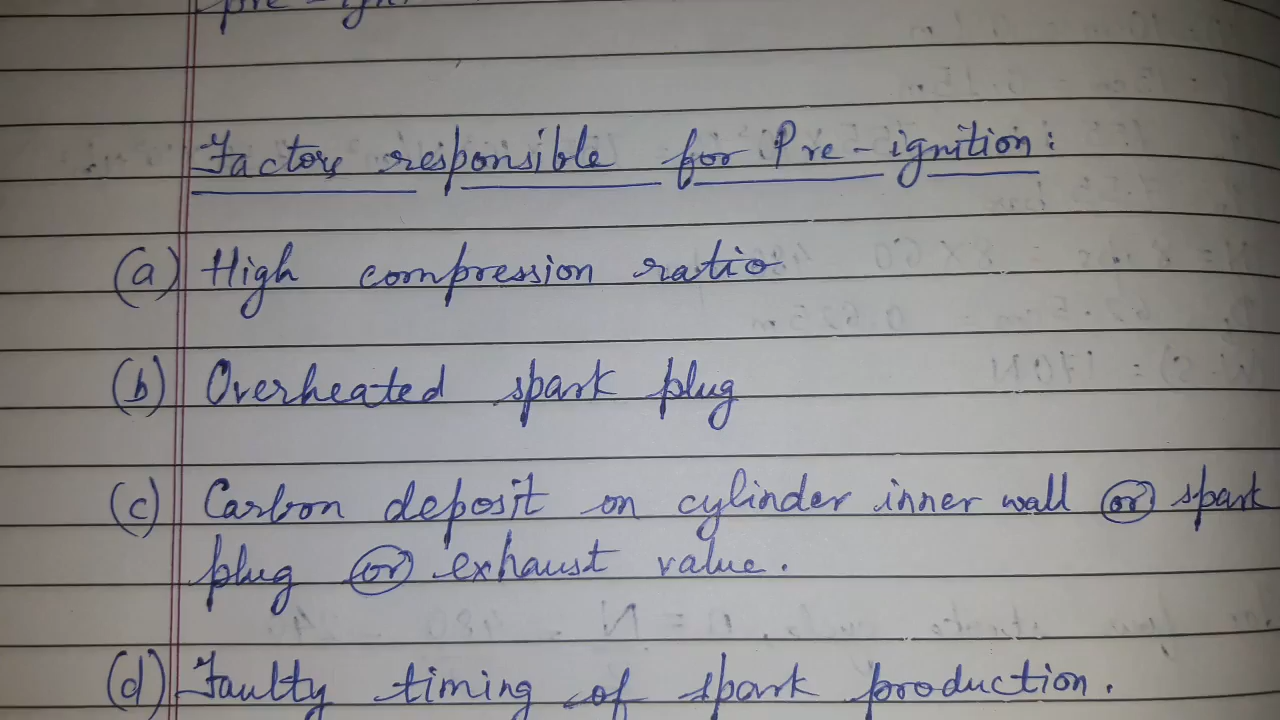 Factors responsible for Pre-ignition:
(a) High compression ratio
(b) Overheated spark plug
(c) Carbon deposit on cylinder inner wall or spark
plug or exhaust value.
(d) Faulty timing of spark production.